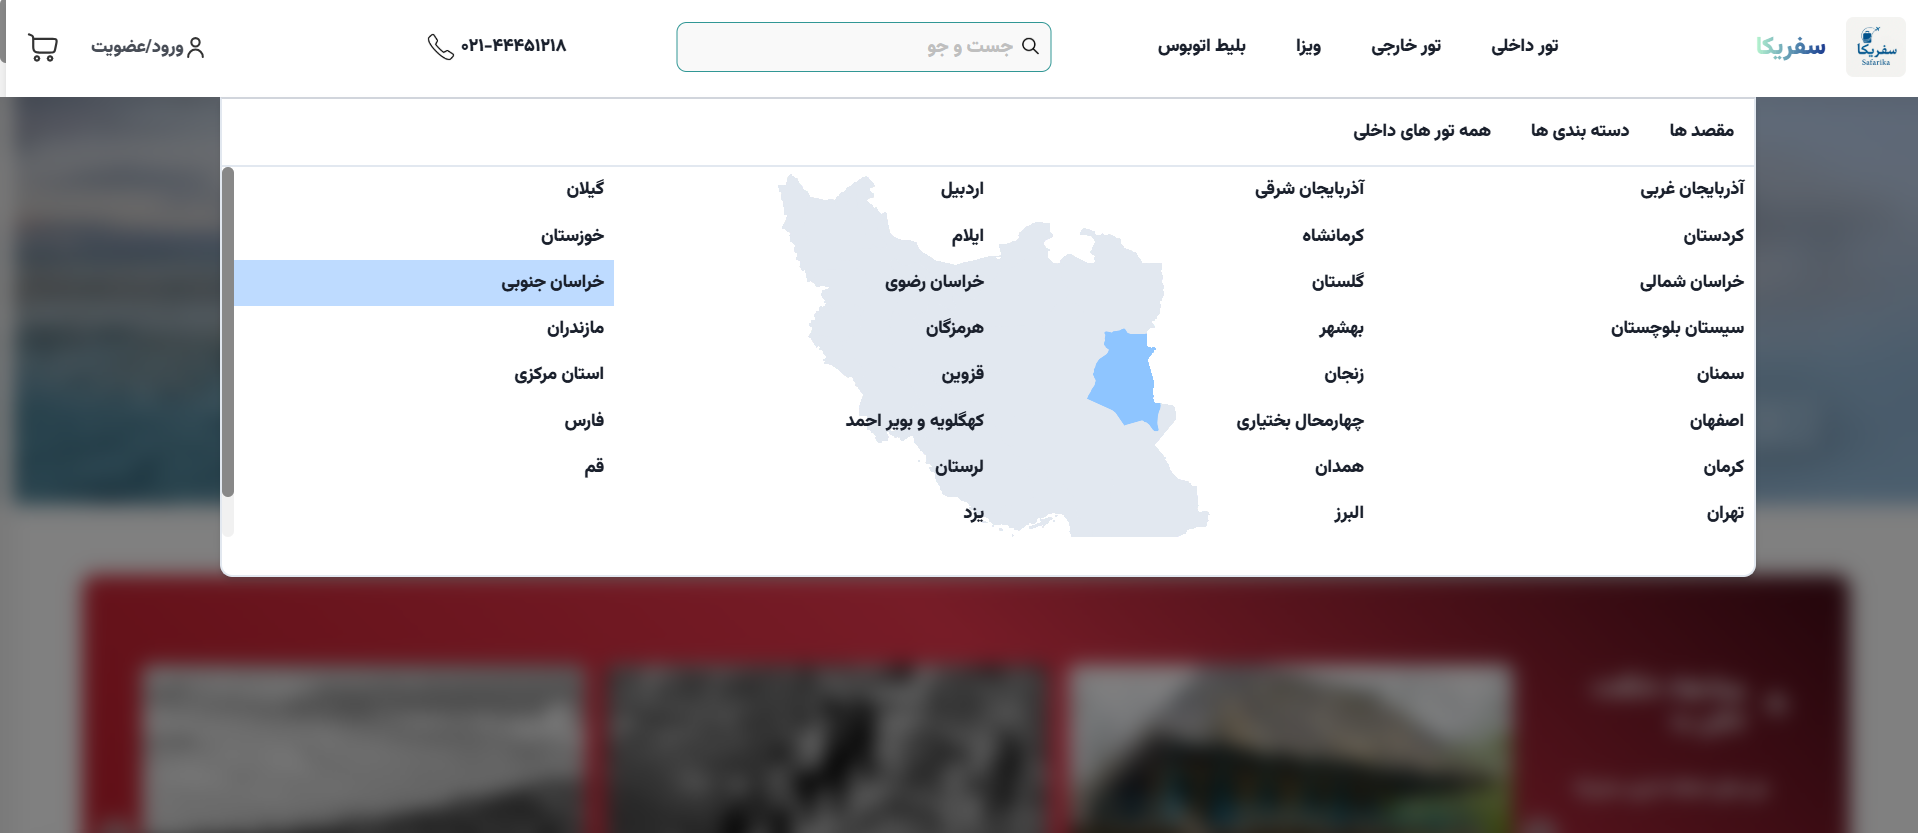 سفریکا
Safarika
سفریکا
تور داخلی
تور خارجی
ویزا
بلیط اتوبوس
جست و جو
۰۲۱-۴۴۴۵۱۲۱۸
ورود/عضویت
مقصد ها
دسته بندی ها
همه تور های داخلی
آذربایجان غربی
آذربایجان شرقی
اردبیل
گیلان
کردستان
کرمانشاه
ایلام
خوزستان
خراسان شمالی
گلستان
خراسان رضوی
خراسان جنوبی
سیستان بلوچستان
بهشهر
هرمزگان
مازندران
سمنان
زنجان
قزوین
استان مرکزی
اصفهان
چهارمحال بختیاری
کهگلویه و بویر احمد
فارس
کرمان
همدان
لرستان
قم
تهران
البرز
یزد